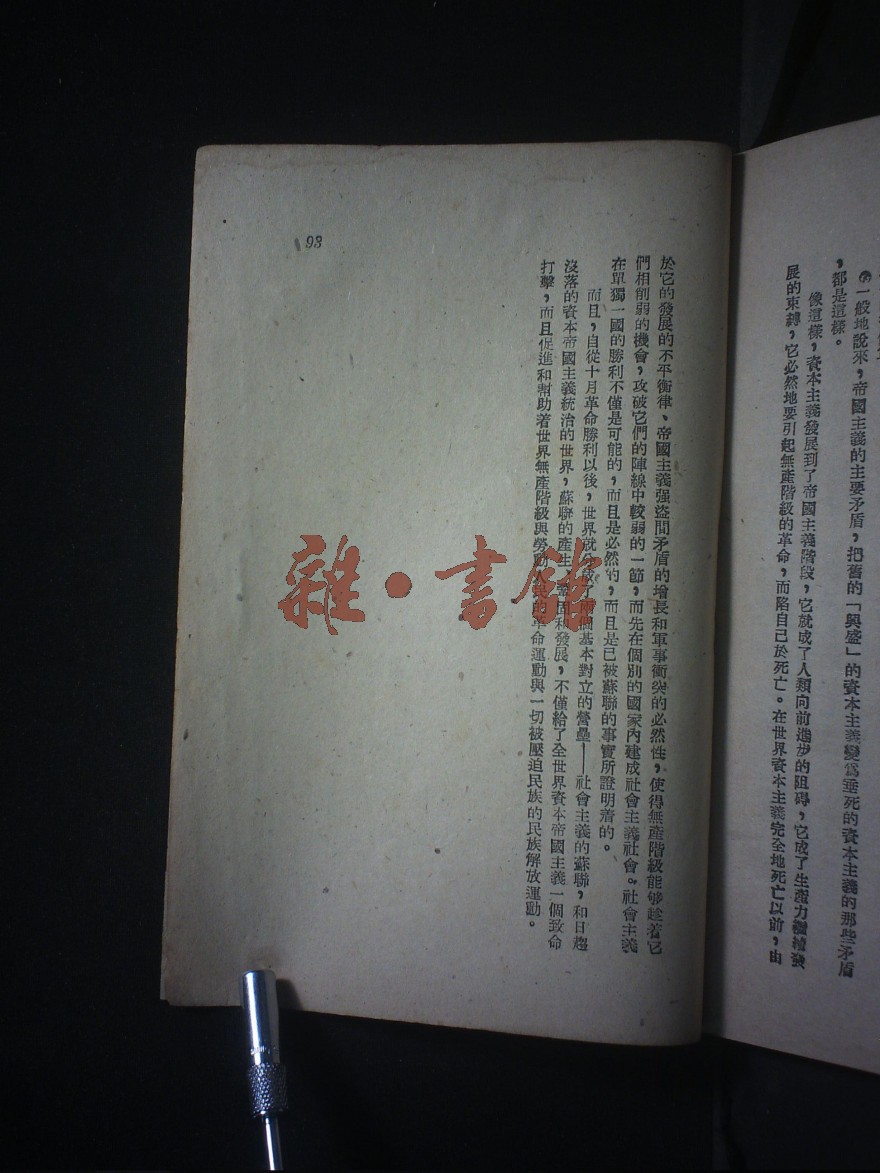 一般地說來，帝國主義的主要矛盾，把舊的「興盛」的資本主義變爲垂死的資本主義的那些矛盾
，都是這樣。
像這樣，資本主義發展到了帝國主義階段，它就成了人類向前進步的阻碍，它成了生產力繼續發
展的束縛，它必然地要引起無產階級的革命，而陷自己於死亡。在世界資本主義完全地死亡以前，由
於它的發展的不平衡律、帝國主義强盜間矛盾的增長和軍事衝突的必然性，使得無產階級能够趁着它
們相削弱的機會，攻破它們的陣線中較弱的一節，而先在個別的國家內建成社會主義社會。社會主義
在單獨一國的勝利不僅是可能的，而且是必然的，而且是已被蘇聯的事實所證明着的。
而且，自從十月革命勝利以後，世界就分成了兩個基本對立的營壘——社會主義的蘇聯，和日趨
沒落的資本帝國主義統治的世界，蘇聯的產生、鞏固和發展，不僅給了全世界資本帝國主義一個致命
打擊，而且促進和幫助着世界無產階級與勞動人民的革命運動與一切被壓迫民族的民族解放運動。
93
雜·書館